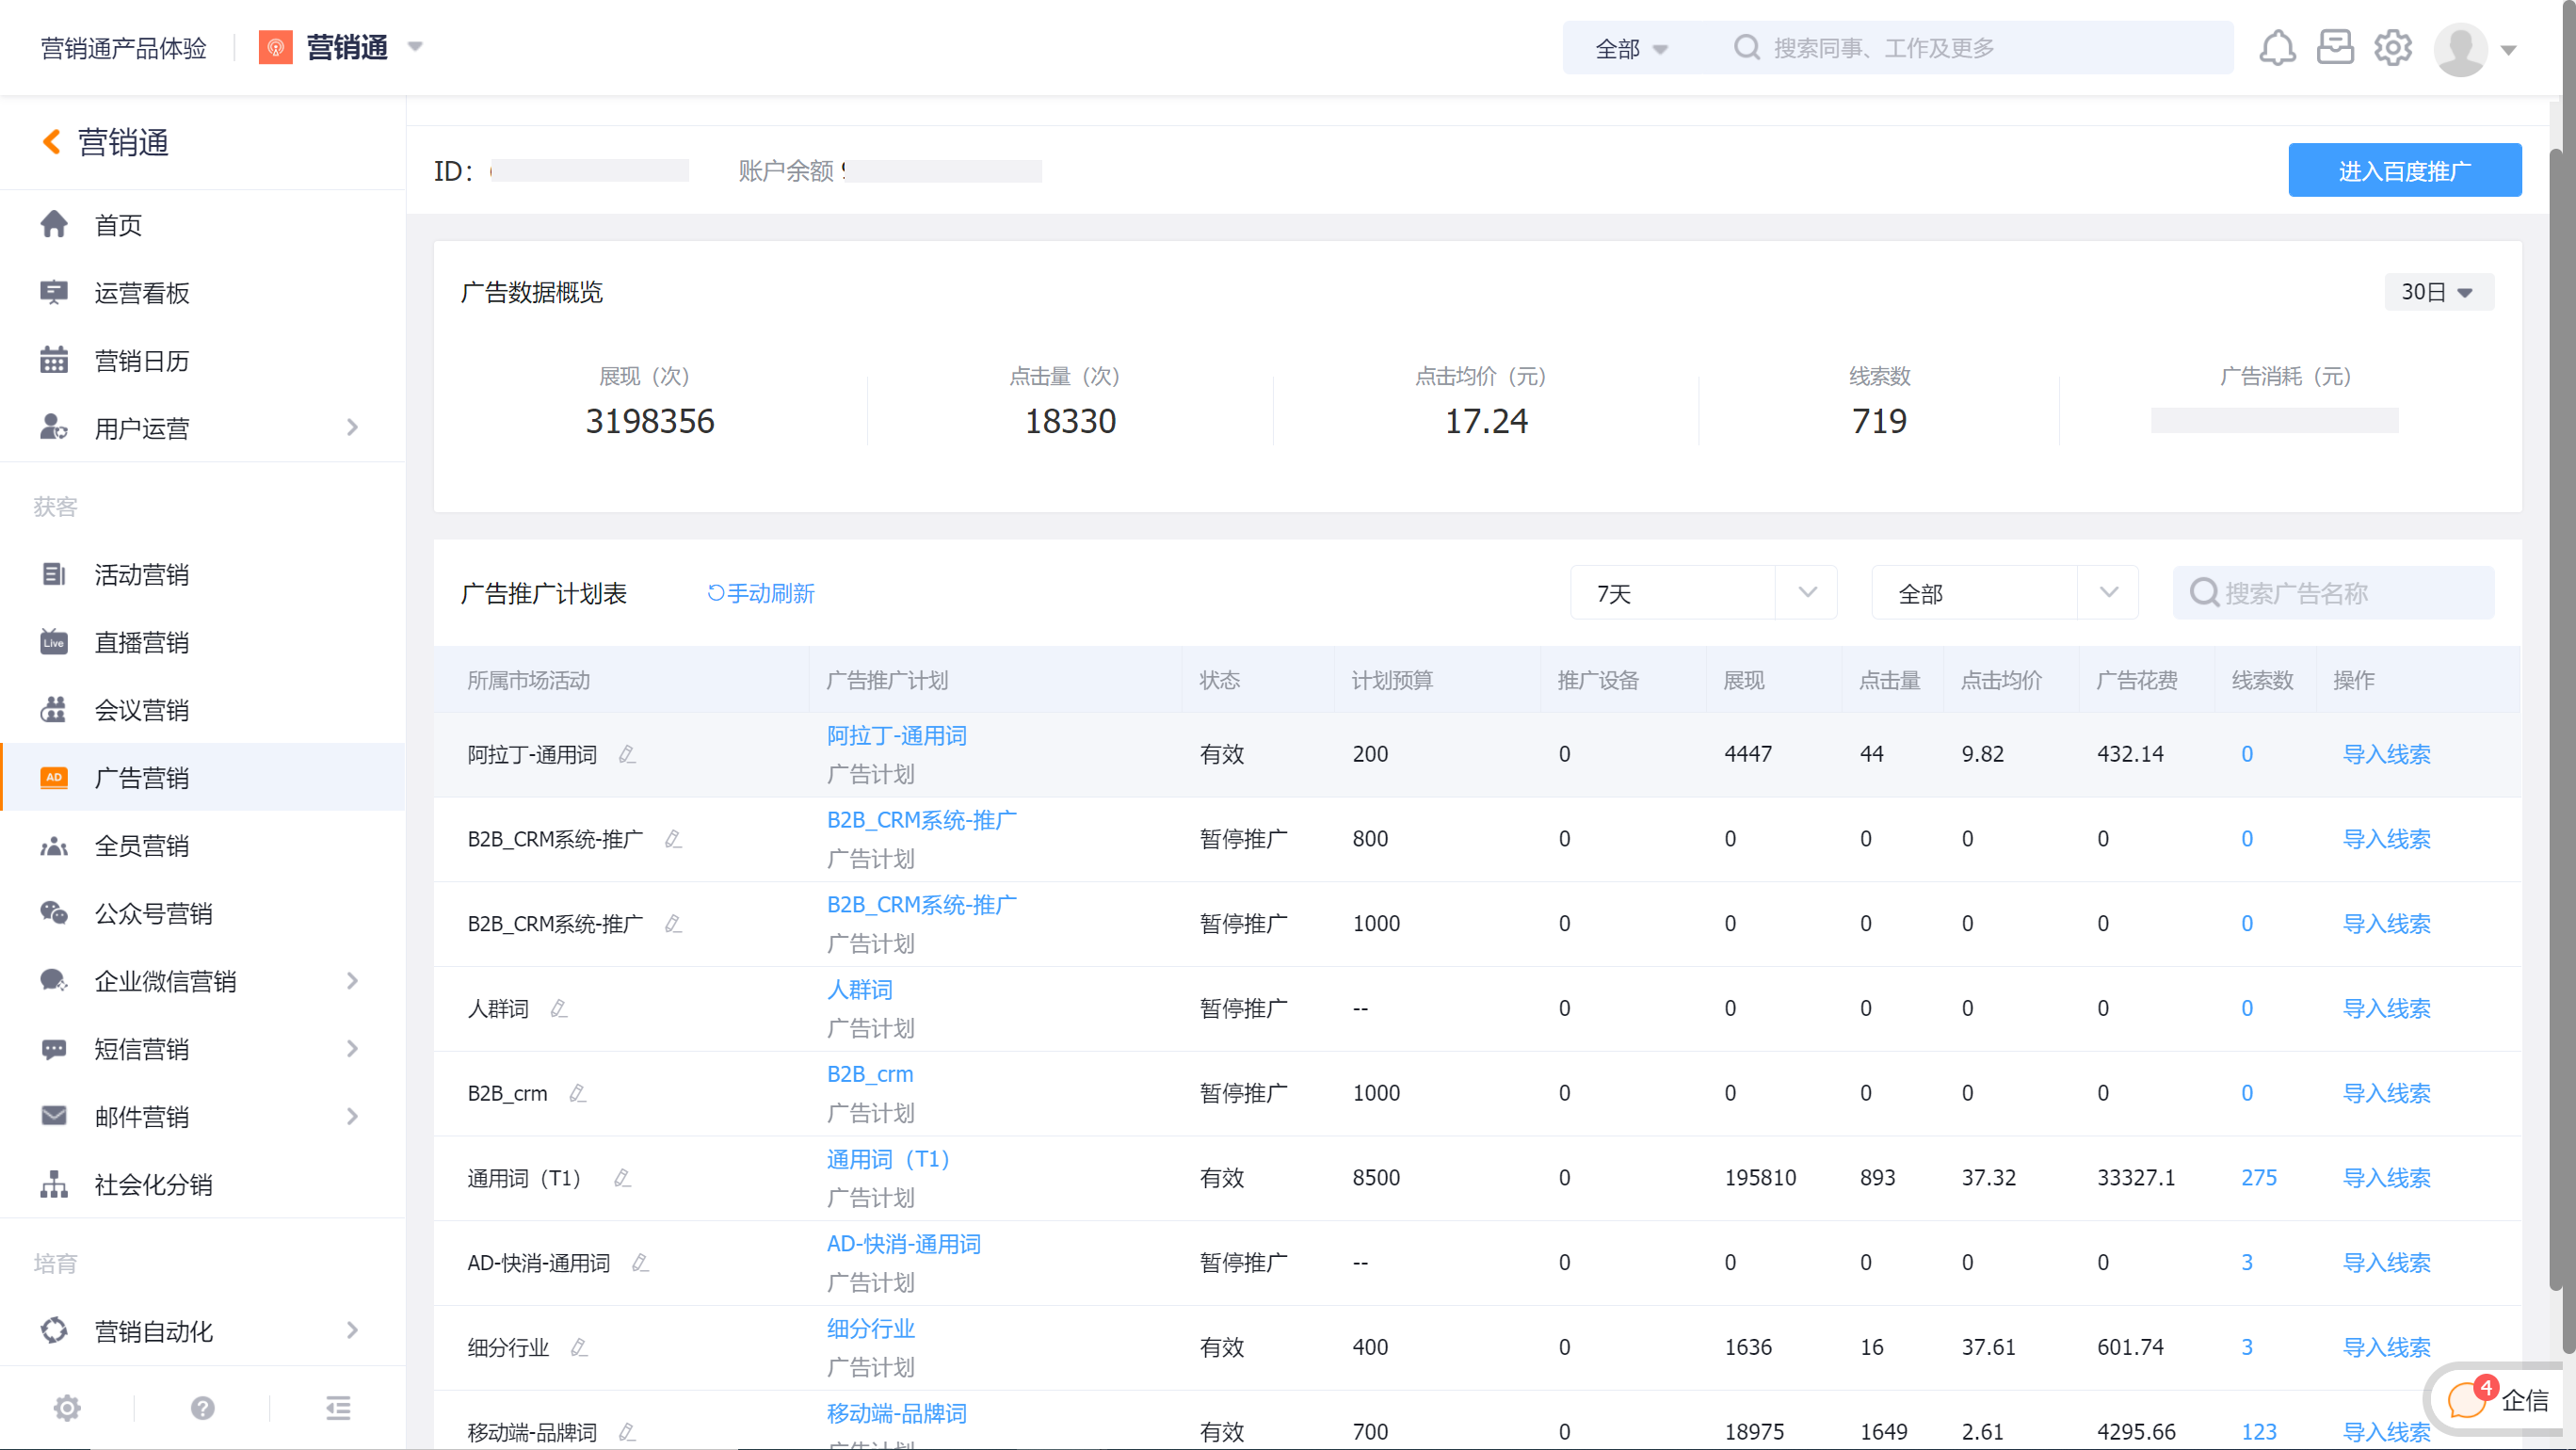 营销通产品体验
营销通
全部
搜索同事、工作及更多
营销通
首页
运营看板
营销日历
用户运营
获客
活动营销
Live
直播营销
会议营销
AD
广告营销
全员营销
公众号营销
企业微信营销
短信营销
邮件营销
社会化分销
培育
营销自动化
ID：
账户余额
进入百度推广
广告数据概览
30日
展现（次） 点击量（次） 点击均价（元） 线索数 广告消耗（元）
3198356 18330 17.24 719
广告推广计划表 手动刷新 7天 全部 搜索广告名称
所属市场活动 广告推广计划 状态 计划预算 推广设备 展现 点击量 点击均价 广告花费 线索数 操作
阿拉丁-通用词 阿拉丁-通用词 有效 200 0 4447 44 9.82 432.14 0 导入线索
广告计划
B2B_CRM系统-推广 B2B_CRM系统-推广 暂停推广 800 0 0 0 0 0 0 导入线索
广告计划
B2B_CRM系统-推广 B2B_CRM系统-推广 暂停推广 1000 0 0 0 0 0 0 导入线索
广告计划
人群词 人群词 暂停推广 -- 0 0 0 0 0 0 导入线索
广告计划
B2B_crm B2B_crm 暂停推广 1000 0 0 0 0 0 0 导入线索
广告计划
通用词（T1） 通用词（T1） 有效 8500 0 195810 893 37.32 33327.1 275 导入线索
广告计划
AD-快消-通用词 AD-快消-通用词 暂停推广 -- 0 0 0 0 0 3 导入线索
广告计划
细分行业 细分行业 有效 400 0 1636 16 37.61 601.74 3 导入线索
广告计划
移动端-品牌词 移动端-品牌词 有效 700 0 18975 1649 2.61 4295.66 123 导入线索
4
企信